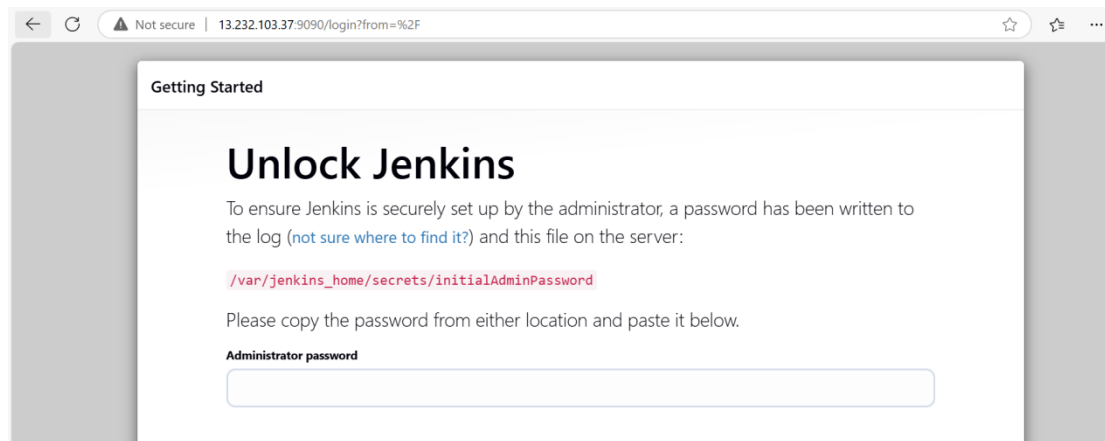 Not secure | 13.232.103.37:9090/login?from=%2F
Getting Started
Unlock Jenkins
To ensure Jenkins is securely set up by the administrator, a password has been written to
the log (not sure where to find it?) and this file on the server:
/var/jenkins_home/secrets/initialAdminPassword
Please copy the password from either location and paste it below.
Administrator password